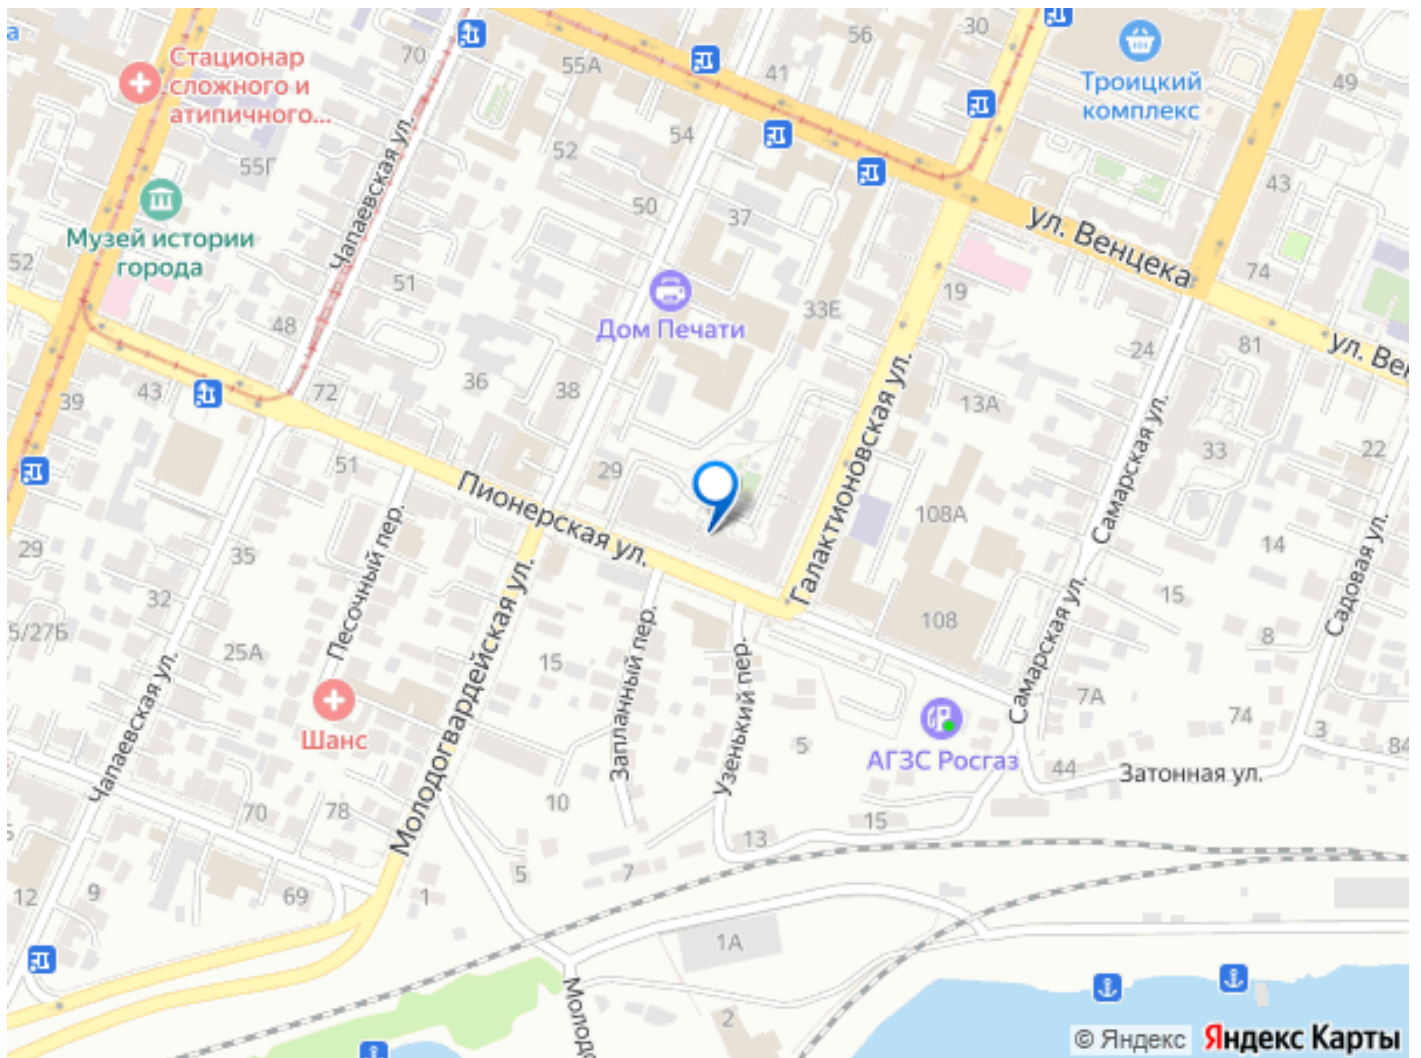 а
Стационар
сложного и
атипичного...
70
55А
56
41
30
Троицкий
комплекс
49
54
52
55Г
Чапаевская ул.
50
37
43
ул. Венцека
Музей истории
города
52
51
74
19
33Е
Дом Печати
48
24
81
ул. Вен
43
72
36
38
39
13А
Галактионовская ул.
Самарская ул.
33
22
51
29
Пионерская ул.
108А
14
29
35
Песочный пер.
Садовая ул.
32
15
5/27Б
25А
15
Молодогвардейская ул.
Запланный пер.
Узенький пер.
108
8
Самарская ул.
7А
74
3
84
Чапаевская ул.
Шанс
5
АГЗС Росгаз
44
Затонная ул.
70
78
10
13
15
12
9
69
1
5
7
1А
2
Молодо
© Яндекс
Яндекс Карты